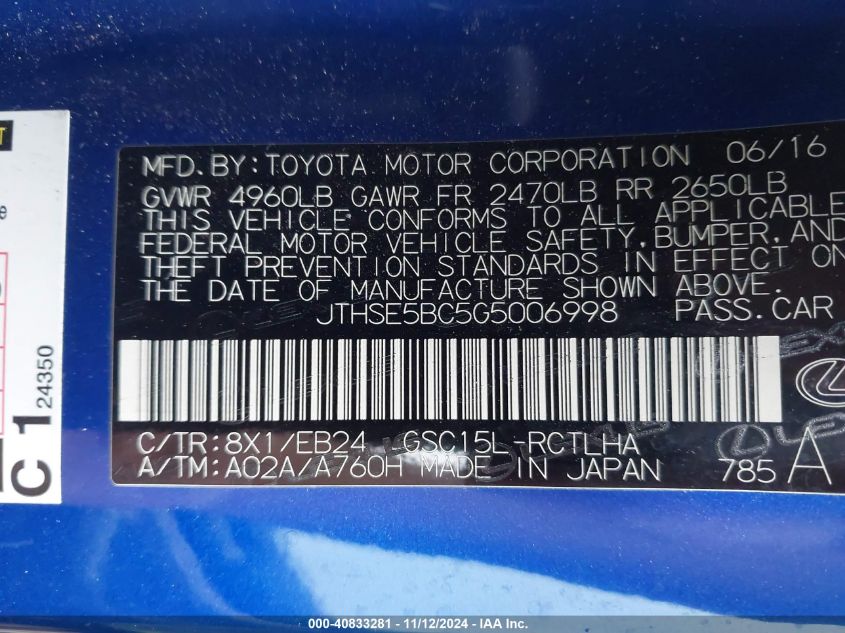 MFD.BY:TOYOTA MOTOR CORPORATION 06/16
GVWR 4960LB GAWR FR 2470LB RR 2650LB
THIS VEHICLE CONFORMS TO ALL APPLICABLE
FEDERAL MOTOR VEHICLE SAFETY,BUMPER,AND
THEFT PREVENTION STANDARDS IN EFFECT ON
THE DATE OF MANUFACTURE SHOWN ABOVE.
JTHSE5BC5G5006998 PASS.CAR
C/TR:8X1/EB24 GSC15L-RCTLHA
A/TM:A02A/A760H MADE IN JAPAN 785 A
LEXUS
C1
24350
000-40833281 - 11/12/2024 - IAA, Inc.